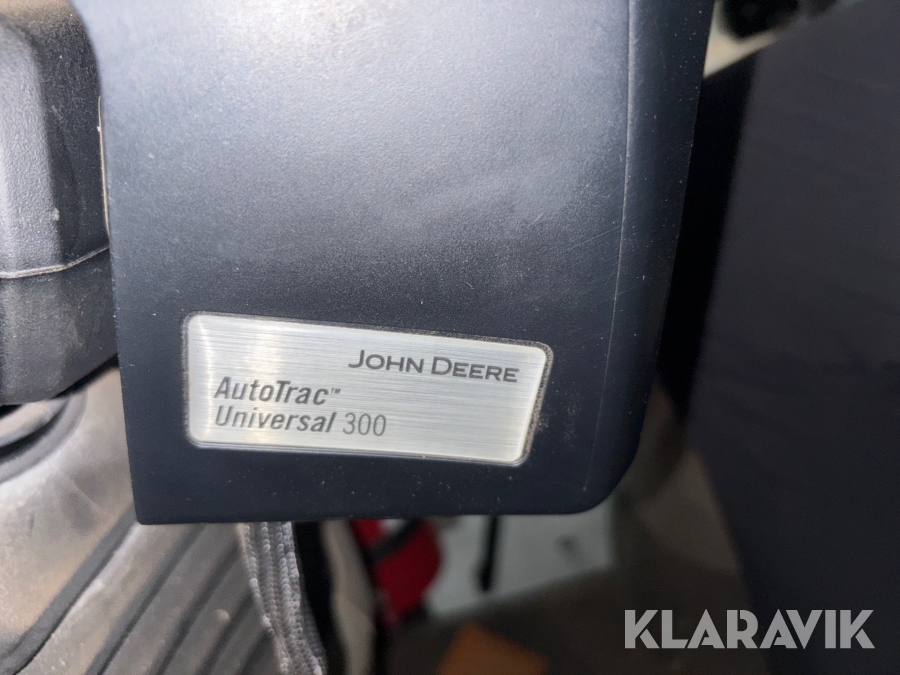 JOHN DEERE
AutoTrac™
Universal 300
KLARAVIK